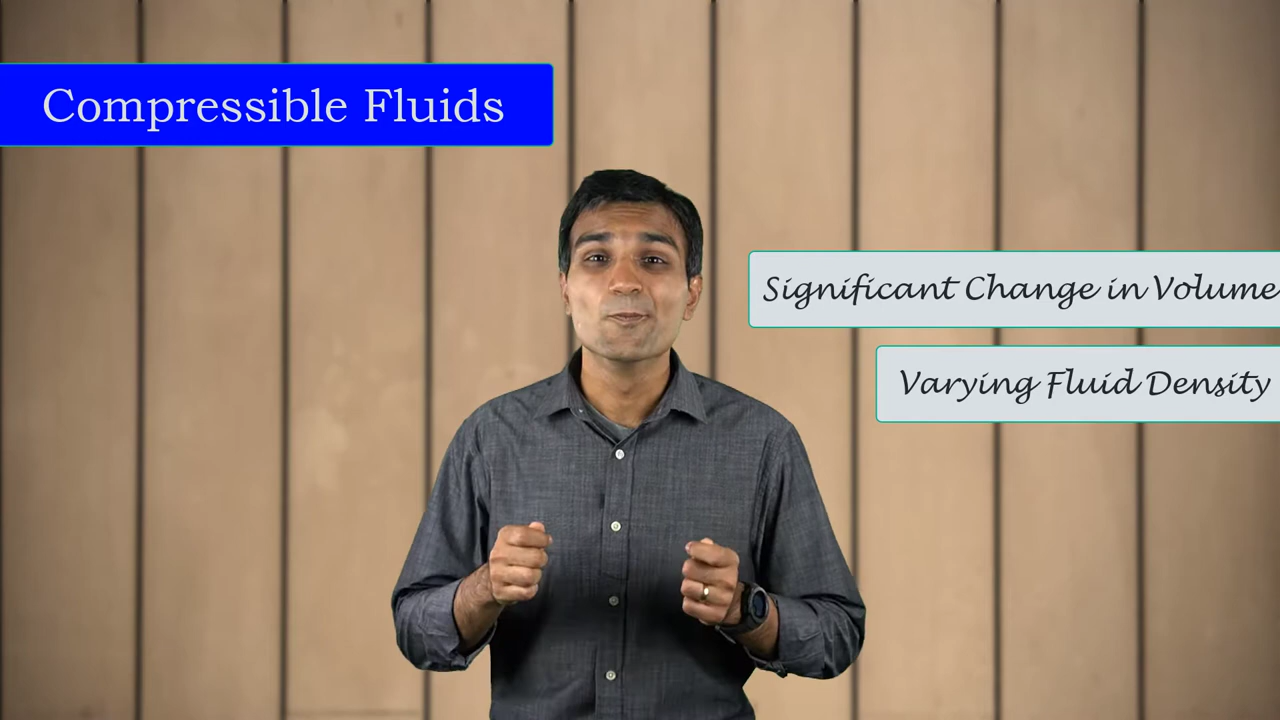 Compressible Fluids
Significant Change in Volume
Varying Fluid Density